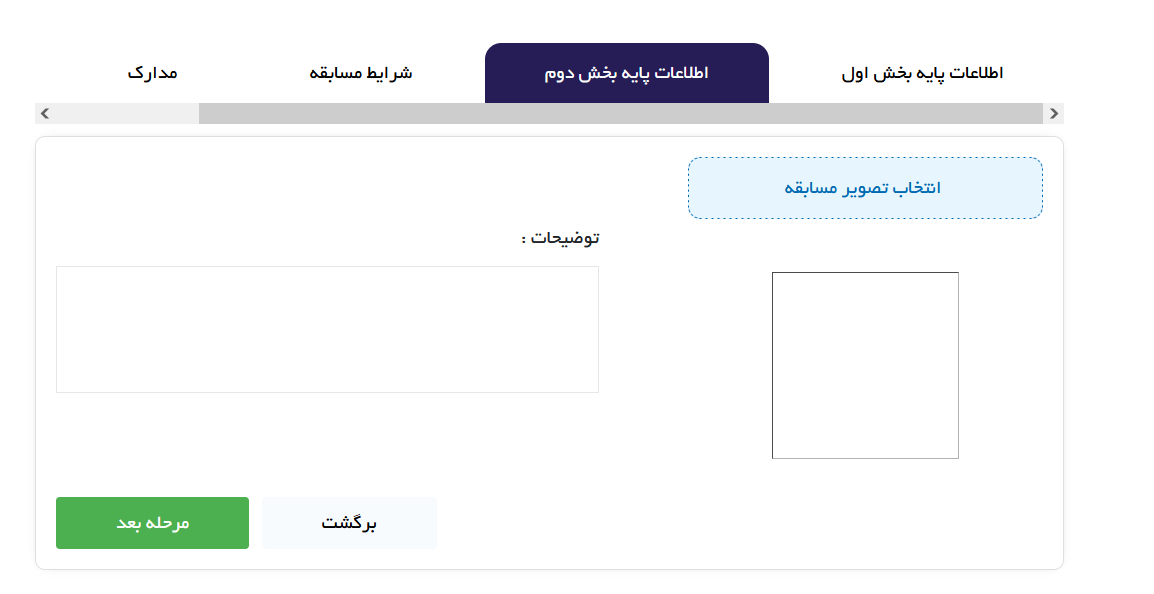 اطلاعات پایه بخش اول
اطلاعات پایه بخش دوم
شرایط مسابقه
مدارک
انتخاب تصویر مسابقه
توضیحات :
برگشت
مرحله بعد